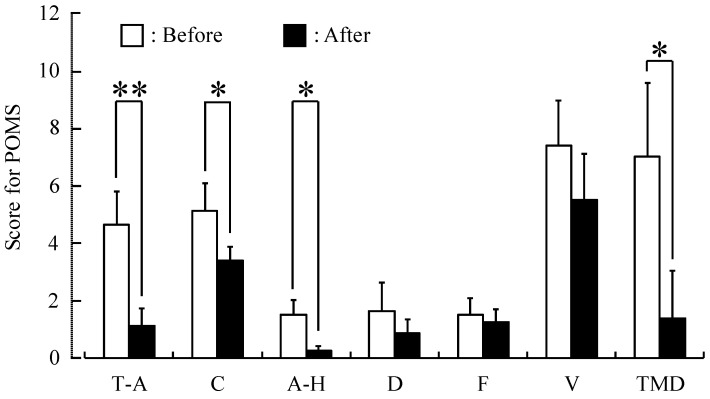 12
10
8
6
4
2
0
Score for POMS
: Before
: After
**
*
*
*
T-A C A-H D F V TMD